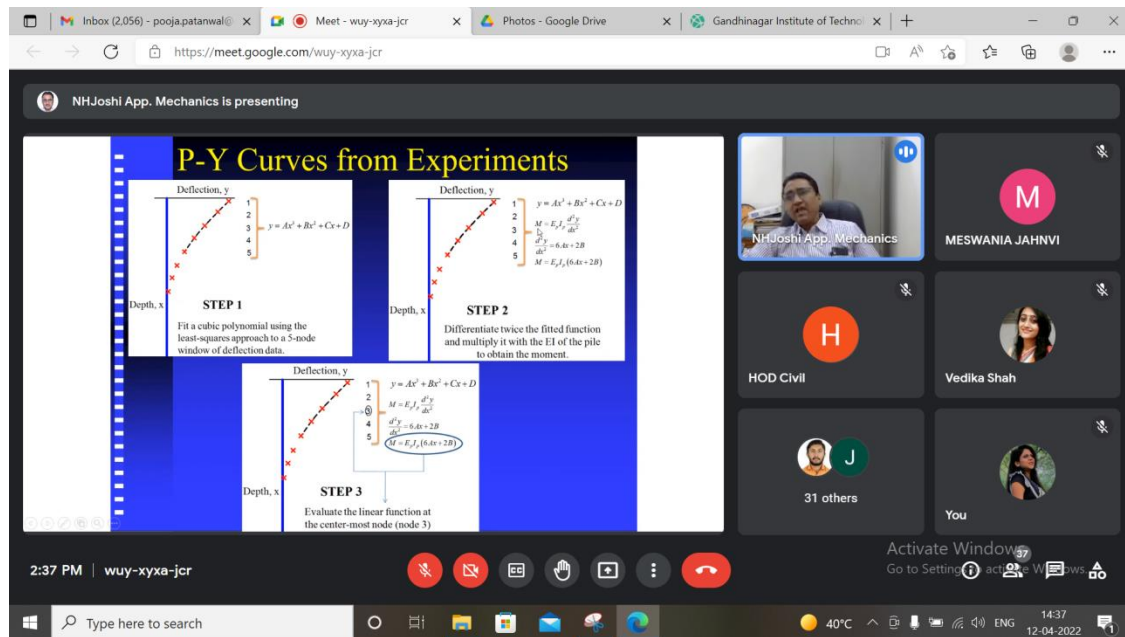 Inbox (2,056) - pooja.patanwal@
Meet - wuy-xyxa-jcr
Photos - Google Drive
Gandhinagar Institute of Technol
https://meet.google.com/wuy-xyxa-jcr
NHJoshi App. Mechanics is presenting
P-Y Curves from Experiments
Deflection, y
1
2
3
4
5
y = Ax³ + Bx² + Cx + D
Depth, x
STEP 1
Fit a cubic polynomial using the
least-squares approach to a 5-node
window of deflection data.
Deflection, y
1
2
3
4
5
y = Ax³ + Bx² + Cx + D
M = EₚIₚ d²y/dx²
d²y/dx² = 6Ax + 2B
M = EₚIₚ(6Ax + 2B)
Depth, x
STEP 2
Differentiate twice the fitted function
and multiply it with the EI of the pile
to obtain the moment.
Deflection, y
1
2
3
4
5
y = Ax³ + Bx² + Cx + D
M = EₚIₚ d²y/dx²
d²y/dx² = 6Ax + 2B
M = EₚIₚ(6Ax + 2B)
Depth, x
STEP 3
Evaluate the linear function at
the center-most node (node 3)
NHJoshi App. Mechanics
M
MESWANIA JAHNVI
H
HOD Civil
Vedika Shah
J
31 others
You
Activate Windows
Go to Settings to activate Windows.
37
2:37 PM | wuy-xyxa-jcr
CC
Type here to search
40°C
ENG
14:37
12-04-2022
1